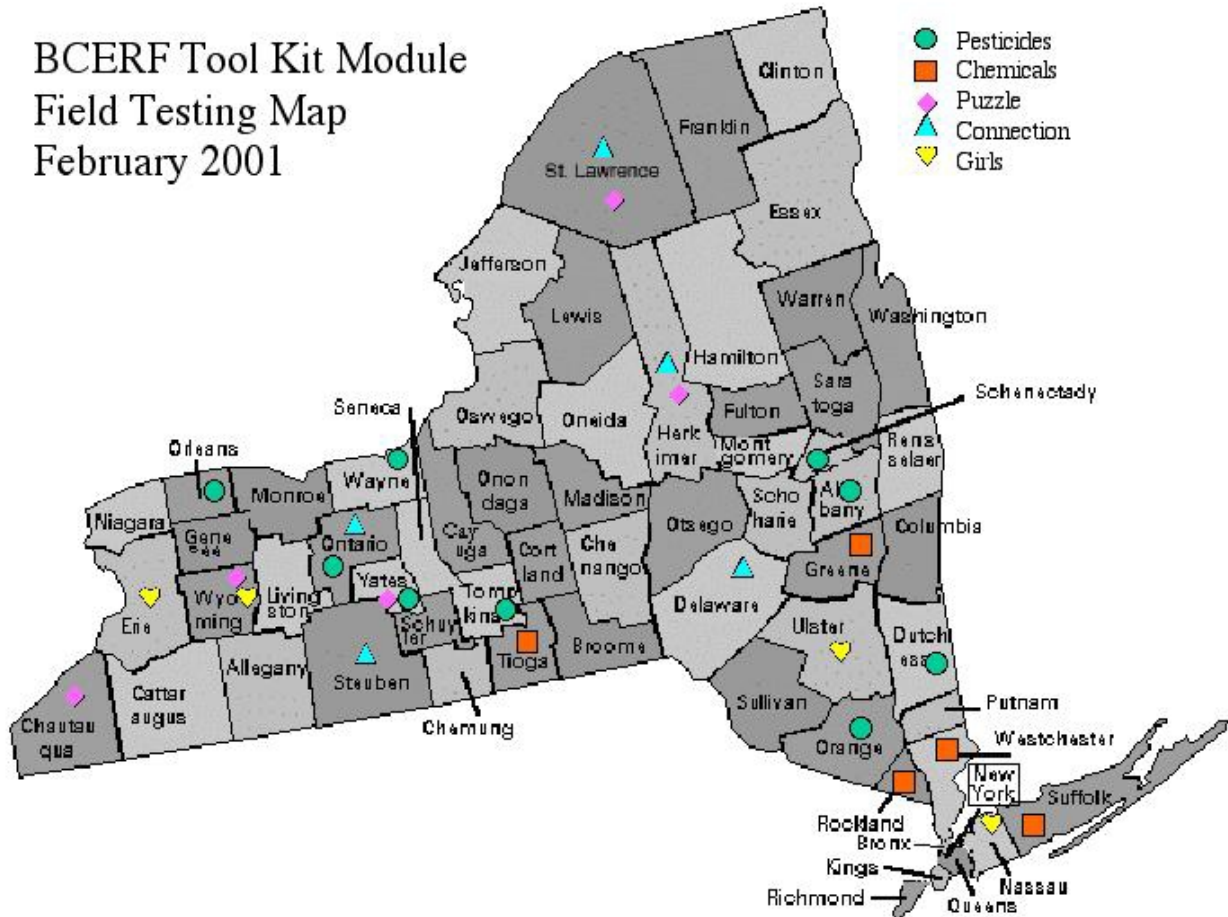 BCERF Tool Kit Module
Field Testing Map
February 2001
Pesticides
Chemicals
Puzzle
Connection
Girls
Clinton
Franklin
St. Lawrence
Essex
Jefferson
Lewis
Warren
Washington
Hamilton
Seneca
Oswego
Oneida
Herk
imer
Fulton
Sara
toga
Schenectady
Mont
gomery
Rens
selaer
Orleans
Wayne
Monroe
Niagara
Onon
daga
Madison
Otsego
Scho
harie
Al
bany
Columbia
Gene
see
Ontario
Cay
uga
Cort
land
Che
nango
Greene
Wyo
ming
Living
ston
Yates
Tomp
kins
Delaware
Erie
Schuy
ler
Ulster
Dutch
ess
Allegany
Steuben
Tioga
Broome
Cattar
augus
Chautau
qua
Chemung
Sullivan
Putnam
Orange
Westchester
New
York
Suffolk
Rockland
Bronx
Kings
Richmond
Queens
Nassau